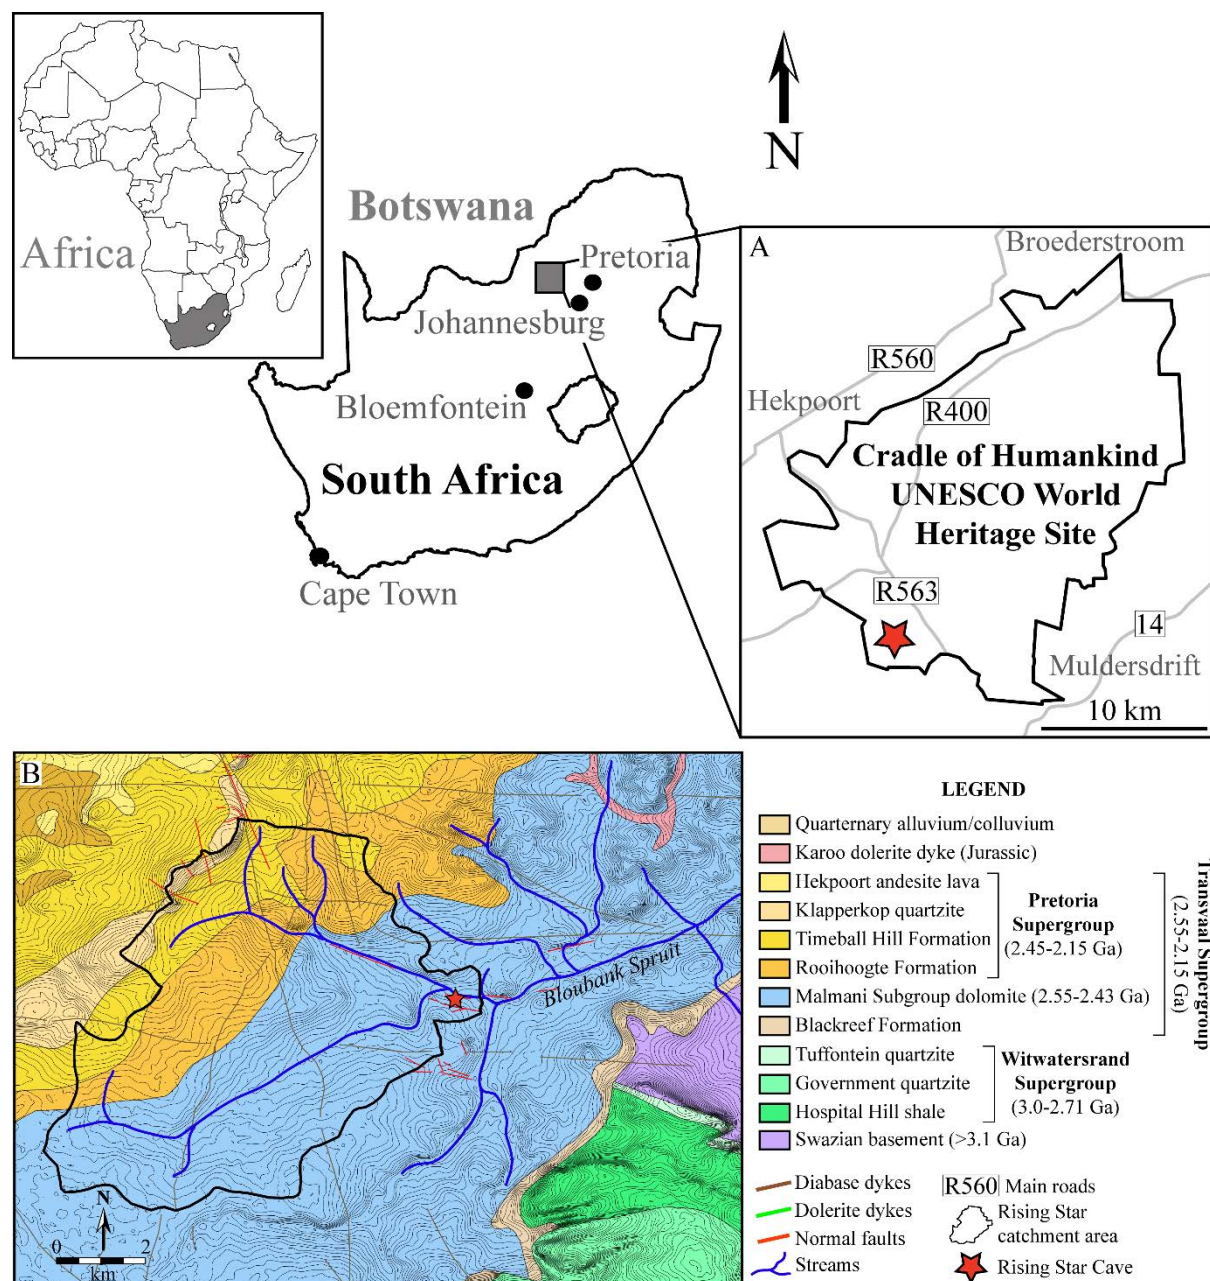 N
Botswana
Africa
Pretoria
Johannesburg
Bloemfontein
South Africa
Cape Town
A
Broederstroom
R560
Hekpoort
R400
Cradle of Humankind
UNESCO World
Heritage Site
R563
14
Muldersdrift
10 km
B
Bloubank Spruit
N
0 2
km
LEGEND
Quarternary alluvium/colluvium
Karoo dolerite dyke (Jurassic)
Hekpoort andesite lava
Klapperkop quartzite
Timeball Hill Formation
Rooihoogte Formation
Pretoria
Supergroup
(2.45-2.15 Ga)
Malmani Subgroup dolomite (2.55-2.43 Ga)
Blackreef Formation
Transvaal Supergroup
(2.55-2.15 Ga)
Tuffontein quartzite
Government quartzite
Hospital Hill shale
Witwatersrand
Supergroup
(3.0-2.71 Ga)
Swazian basement (>3.1 Ga)
Diabase dykes
Dolerite dykes
Normal faults
Streams
R560 Main roads
Rising Star
catchment area
Rising Star Cave